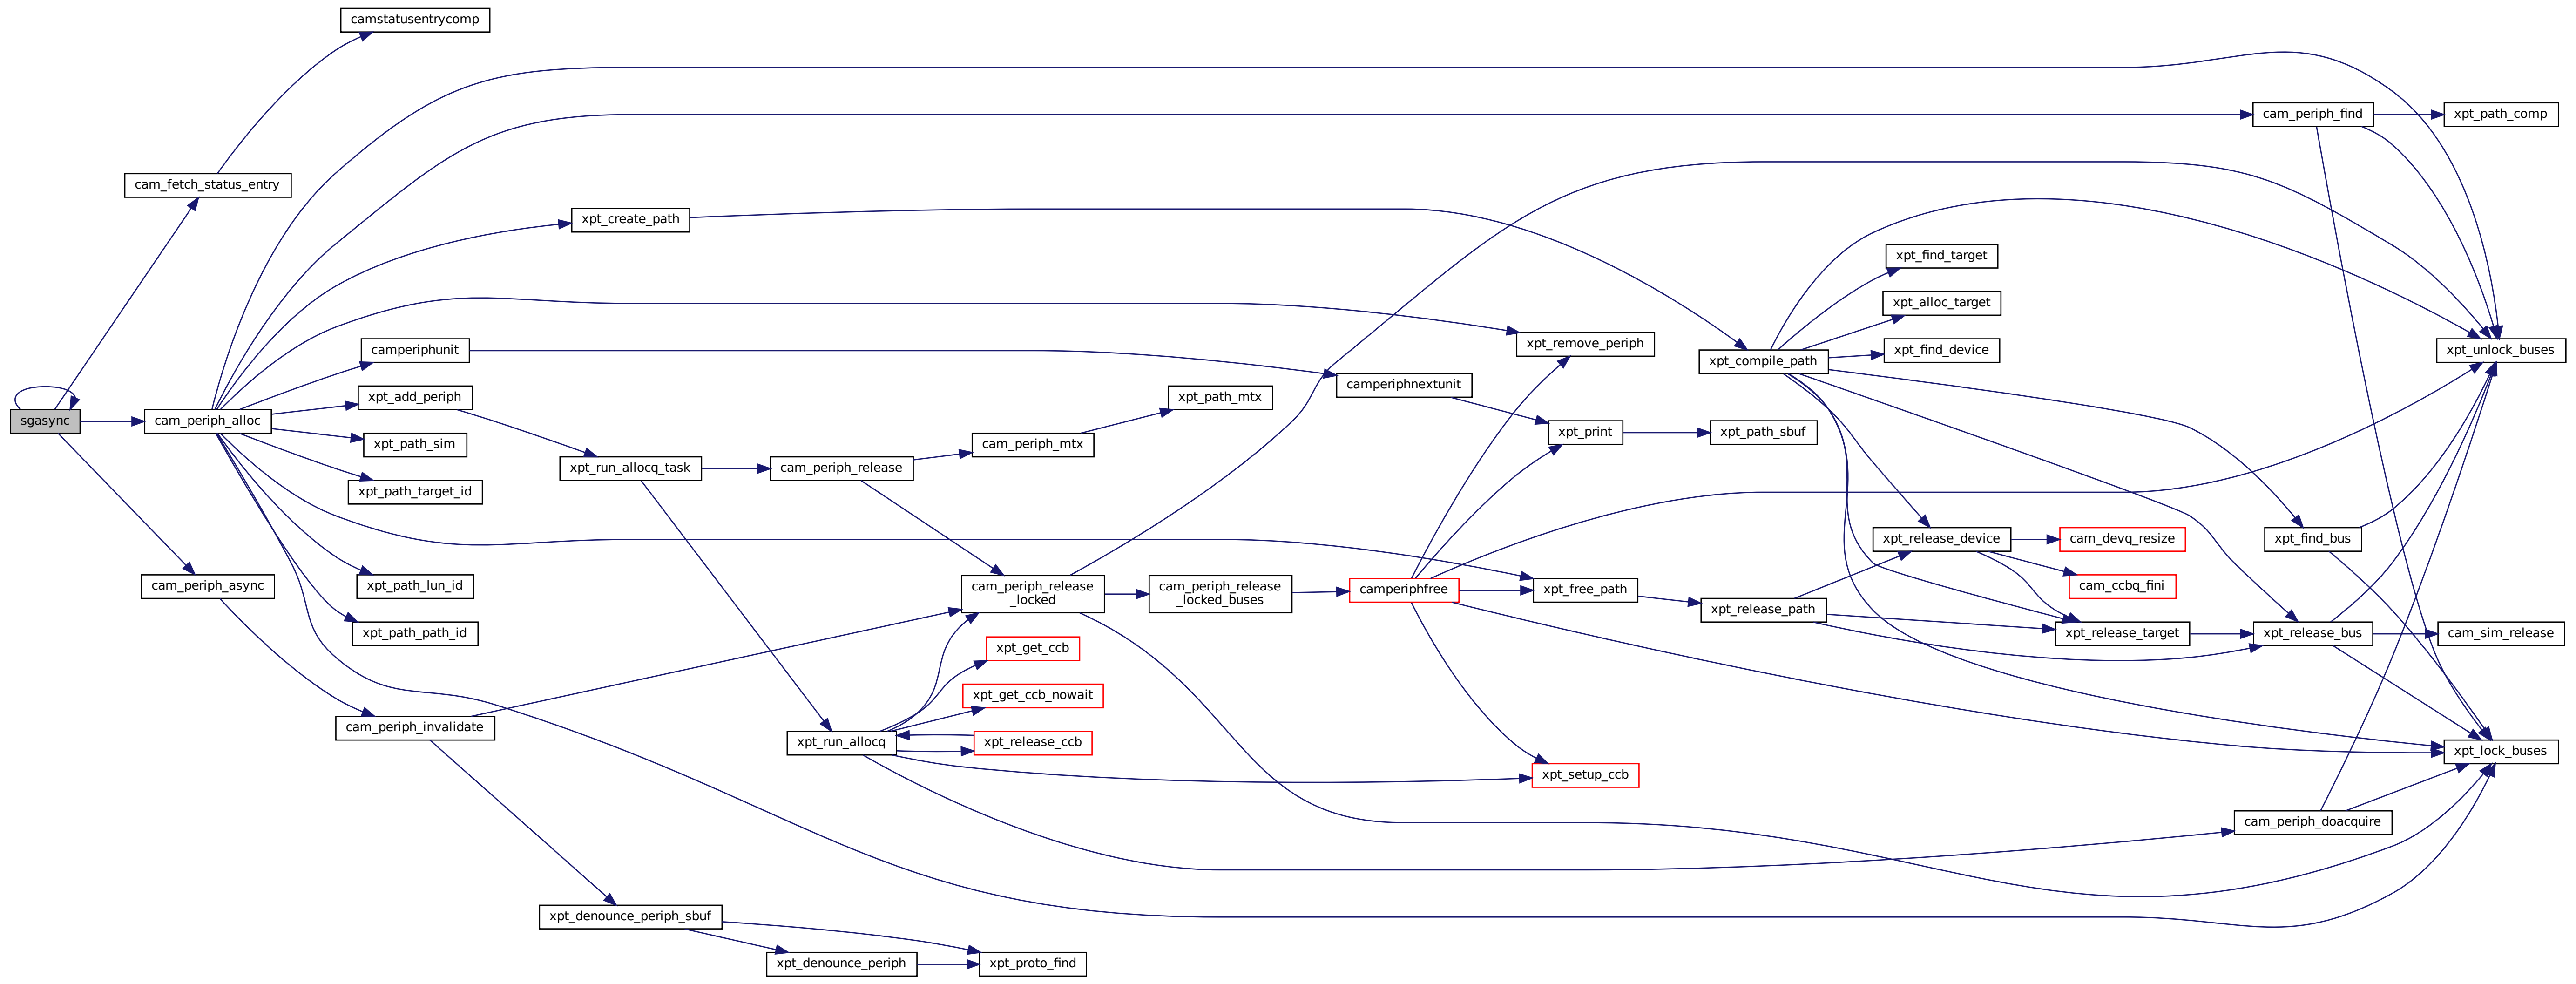 camstatusentrycomp
cam_periph_find
xpt_path_comp
cam_fetch_status_entry
xpt_create_path
xpt_find_target
xpt_alloc_target
xpt_remove_periph
camperiphunit
xpt_find_device
xpt_unlock_buses
xpt_compile_path
camperiphnextunit
xpt_add_periph
xpt_path_mtx
sgasync
cam_periph_alloc
xpt_print
xpt_path_sbuf
xpt_path_sim
cam_periph_mtx
xpt_run_allocq_task
cam_periph_release
xpt_path_target_id
xpt_release_device
cam_devq_resize
xpt_find_bus
cam_periph_async
xpt_path_lun_id
cam_periph_release
_locked
cam_periph_release
_locked_buses
camperiphfree
xpt_free_path
cam_ccbq_fini
xpt_release_path
xpt_path_path_id
xpt_release_target
xpt_release_bus
cam_sim_release
xpt_get_ccb
xpt_get_ccb_nowait
cam_periph_invalidate
xpt_run_allocq
xpt_release_ccb
xpt_lock_buses
xpt_setup_ccb
cam_periph_doacquire
xpt_denounce_periph_sbuf
xpt_denounce_periph
xpt_proto_find